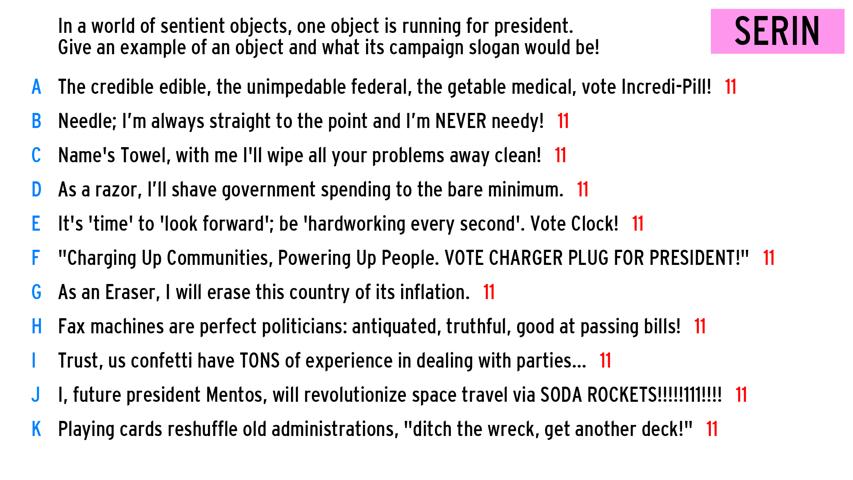 In a world of sentient objects, one object is running for president.
Give an example of an object and what its campaign slogan would be!
SERIN
A The credible edible, the unimpedable federal, the getable medical, vote Incredi-Pill! 11
B Needle; I'm always straight to the point and I'm NEVER needy! 11
C Name's Towel, with me I'll wipe all your problems away clean! 11
D As a razor, I'll shave government spending to the bare minimum. 11
E It's 'time' to 'look forward'; be 'hardworking every second'. Vote Clock! 11
F "Charging Up Communities, Powering Up People. VOTE CHARGER PLUG FOR PRESIDENT!" 11
G As an Eraser, I will erase this country of its inflation. 11
H Fax machines are perfect politicians: antiquated, truthful, good at passing bills! 11
I Trust, us confetti have TONS of experience in dealing with parties... 11
J I, future president Mentos, will revolutionize space travel via SODA ROCKETS!!!!!111!!!! 11
K Playing cards reshuffle old administrations, "ditch the wreck, get another deck!" 11